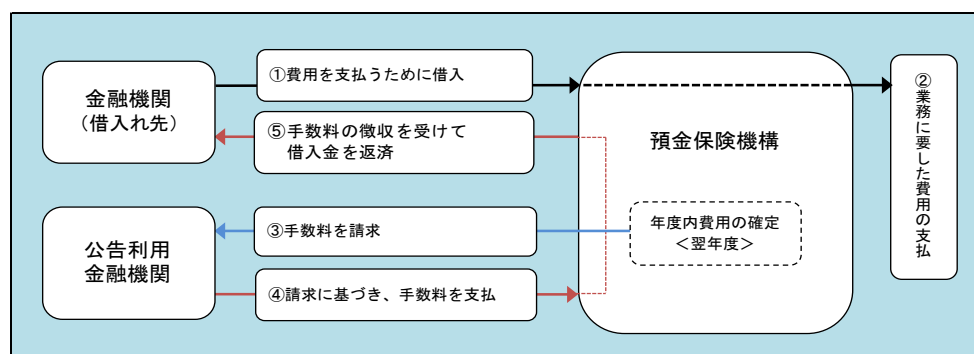 金融機関
（借入れ先）
①費用を支払うために借入
⑤手数料の徴収を受けて
借入金を返済
預金保険機構
②業務に要した費用の支払
公告利用
金融機関
③手数料を請求
④請求に基づき、手数料を支払
年度内費用の確定
＜翌年度＞